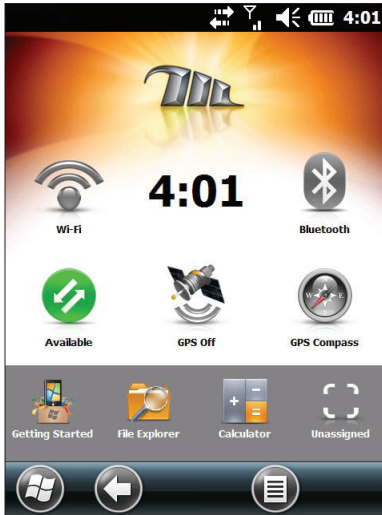 4:01
4:01
Wi-Fi
Bluetooth
Available
GPS Off
GPS Compass
W E
Getting Started
File Explorer
Calculator
Unassigned